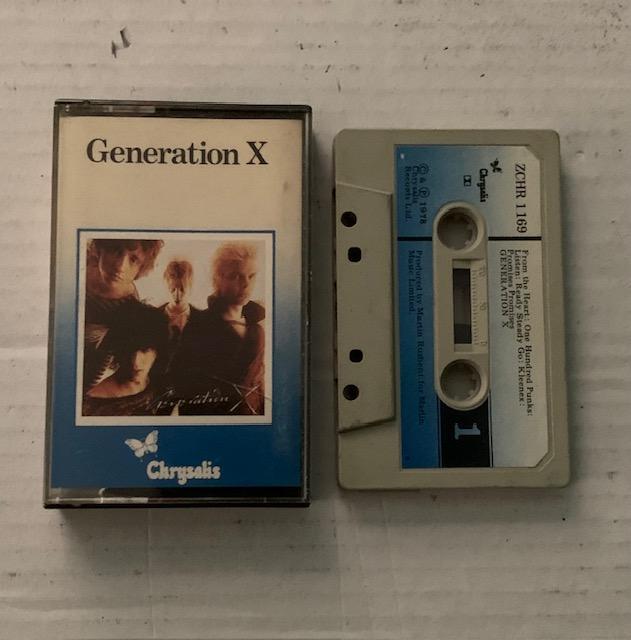 Generation X
Generation X
Chrysalis
ZCHR 1169
From the Heart: One Hundred Punks:
Listen: Ready Steady Go: Kleenex:
Promises Promises
GENERATION X
Chrysalis
© & ℗ 1978
Chrysalis
Records Ltd.
Produced by Martin Rushent for Martin
Music Limited.
1